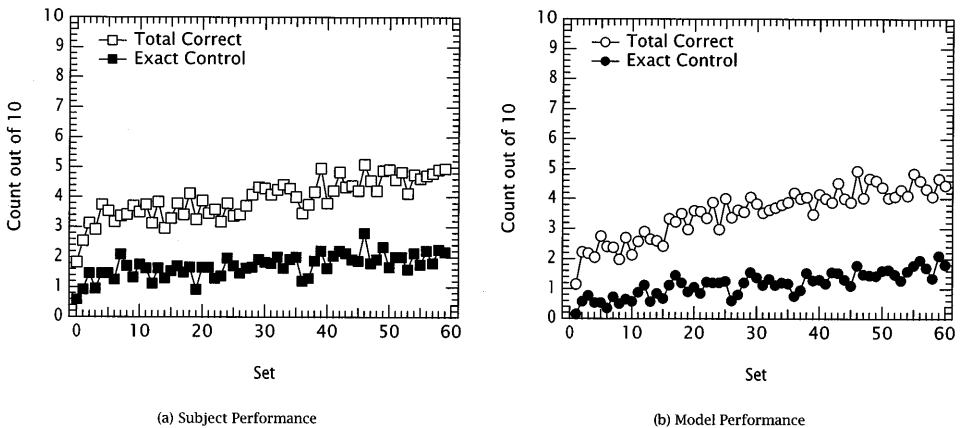 10
9
8
7
6
5
4
3
2
1
0
Count out of 10
Total Correct
Exact Control
0 10 20 30 40 50 60
Set
(a) Subject Performance
10
9
8
7
6
5
4
3
2
1
0
Count out of 10
Total Correct
Exact Control
0 10 20 30 40 50 60
Set
(b) Model Performance